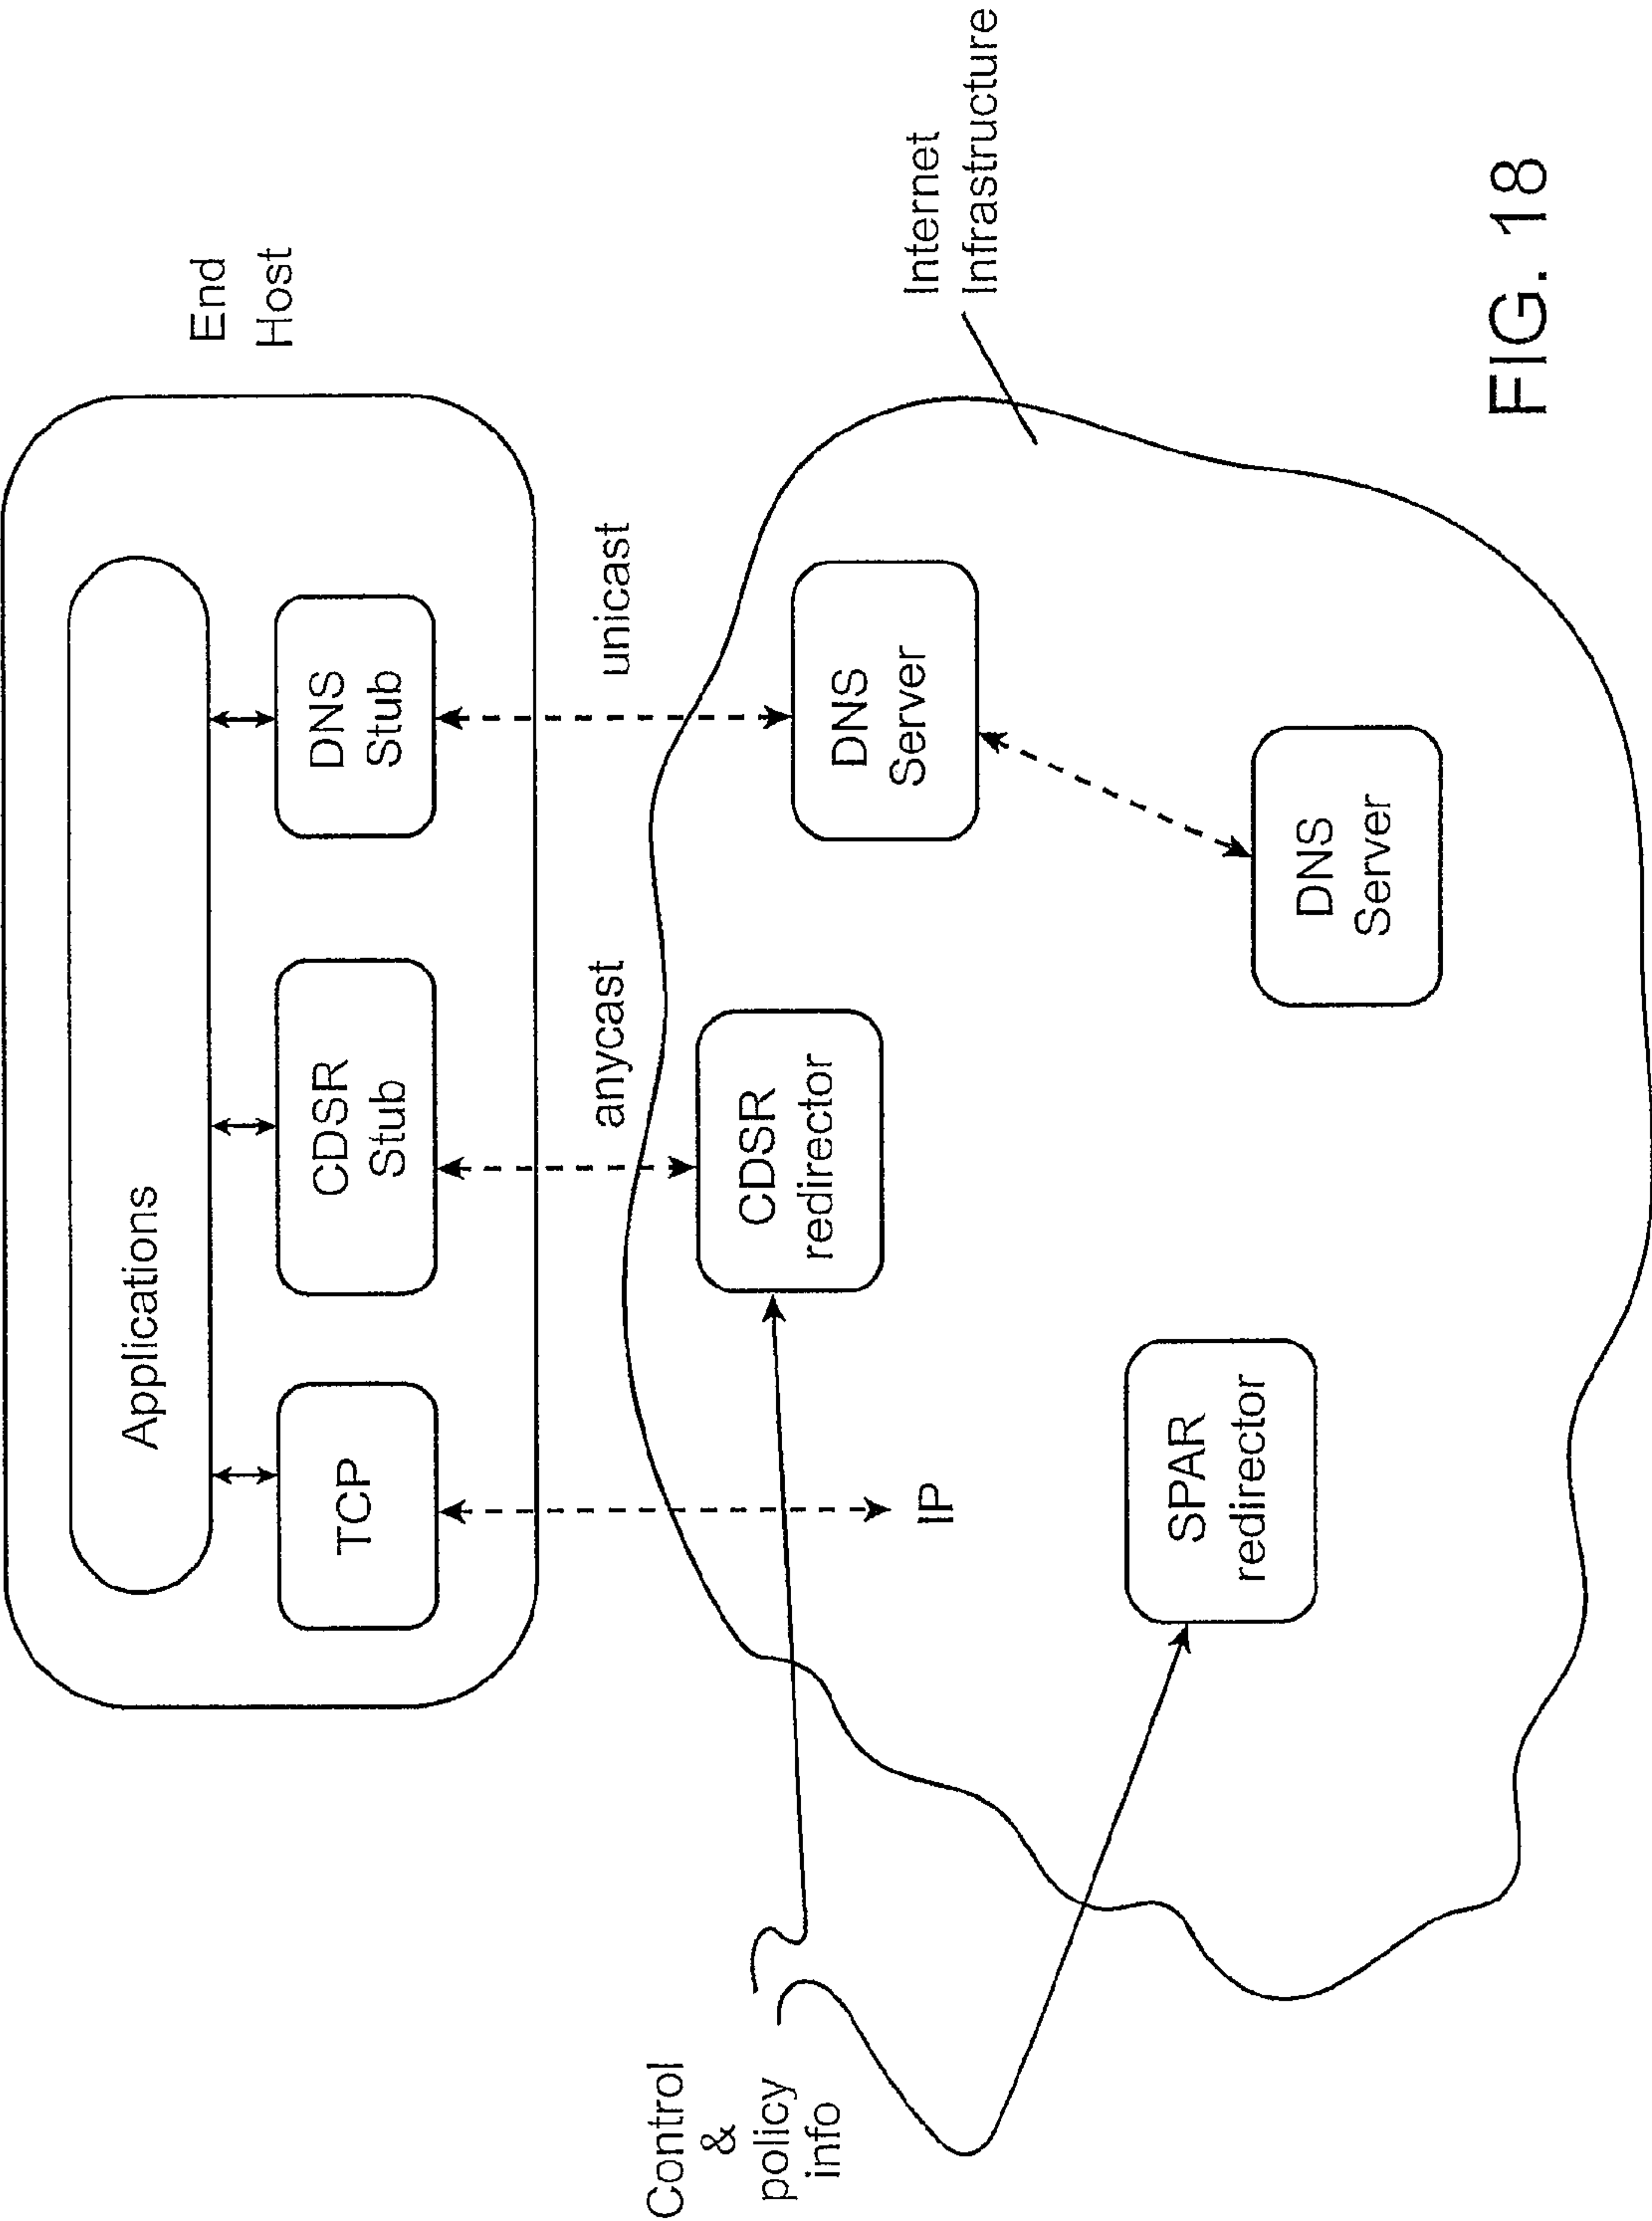 End
Host
Applications
TCP
CDSR
Stub
DNS
Stub
anycast
unicast
Control
&
policy
info
IP
CDSR
redirector
DNS
Server
SPAR
redirector
DNS
Server
Internet
Infrastructure
FIG. 18